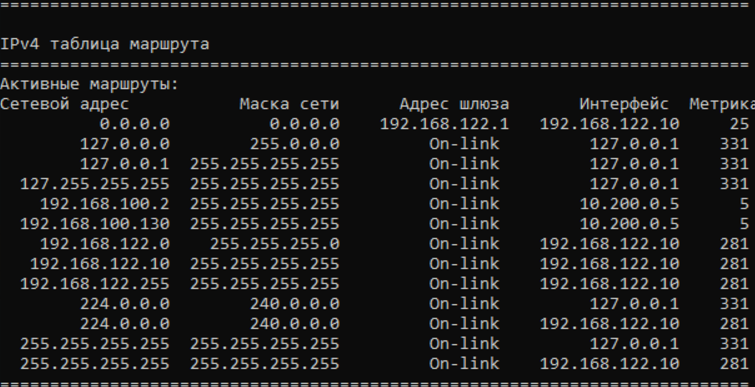 ===========================================================================
IPv4 таблица маршрута
===========================================================================
Активные маршруты:
Сетевой адрес Маска сети Адрес шлюза Интерфейс Метрика
0.0.0.0 0.0.0.0 192.168.122.1 192.168.122.10 25
127.0.0.0 255.0.0.0 On-link 127.0.0.1 331
127.0.0.1 255.255.255.255 On-link 127.0.0.1 331
127.255.255.255 255.255.255.255 On-link 127.0.0.1 331
192.168.100.2 255.255.255.255 On-link 10.200.0.5 5
192.168.100.130 255.255.255.255 On-link 10.200.0.5 5
192.168.122.0 255.255.255.0 On-link 192.168.122.10 281
192.168.122.10 255.255.255.255 On-link 192.168.122.10 281
192.168.122.255 255.255.255.255 On-link 192.168.122.10 281
224.0.0.0 240.0.0.0 On-link 127.0.0.1 331
224.0.0.0 240.0.0.0 On-link 192.168.122.10 281
255.255.255.255 255.255.255.255 On-link 127.0.0.1 331
255.255.255.255 255.255.255.255 On-link 192.168.122.10 281
===========================================================================